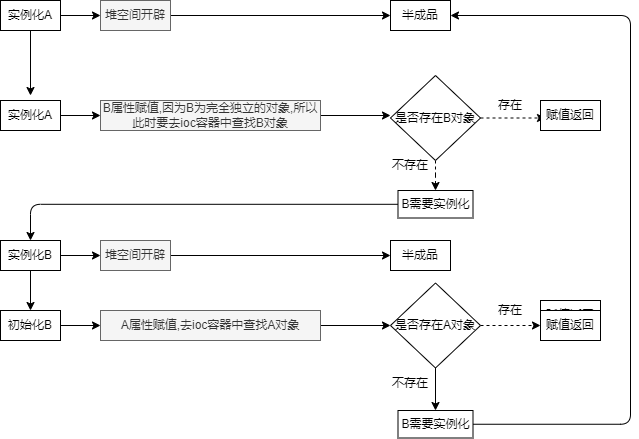 实例化A
堆空间开辟
半成品
实例化A
B属性赋值,因为B为完全独立的对象,所以
此时要去ioc容器中查找B对象
是否存在B对象
存在
赋值返回
不存在
B需要实例化
实例化B
堆空间开辟
半成品
初始化B
A属性赋值,去ioc容器中查找A对象
是否存在A对象
存在
赋值返回
不存在
B需要实例化